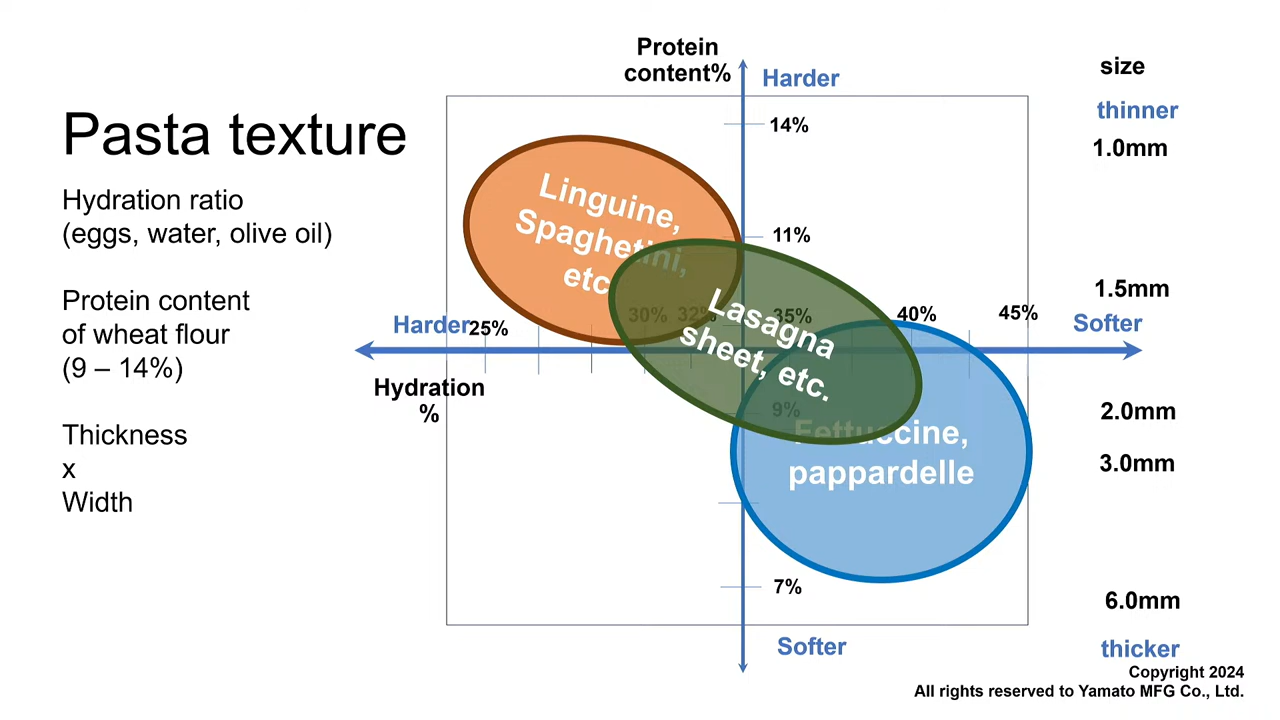 Pasta texture
Hydration ratio
(eggs, water, olive oil)
Protein content
of wheat flour
(9 – 14%)
Thickness
x
Width
Protein
content%
Harder
14%
11%
Linguine,
Spaghettini,
etc
Harder
25%
30%
32%
35%
40%
45%
Softer
Hydration
%
Lasagna
sheet, etc.
9%
Fettuccine,
pappardelle
7%
Softer
size
thinner
1.0mm
1.5mm
2.0mm
3.0mm
6.0mm
thicker
Copyright 2024
All rights reserved to Yamato MFG Co., Ltd.